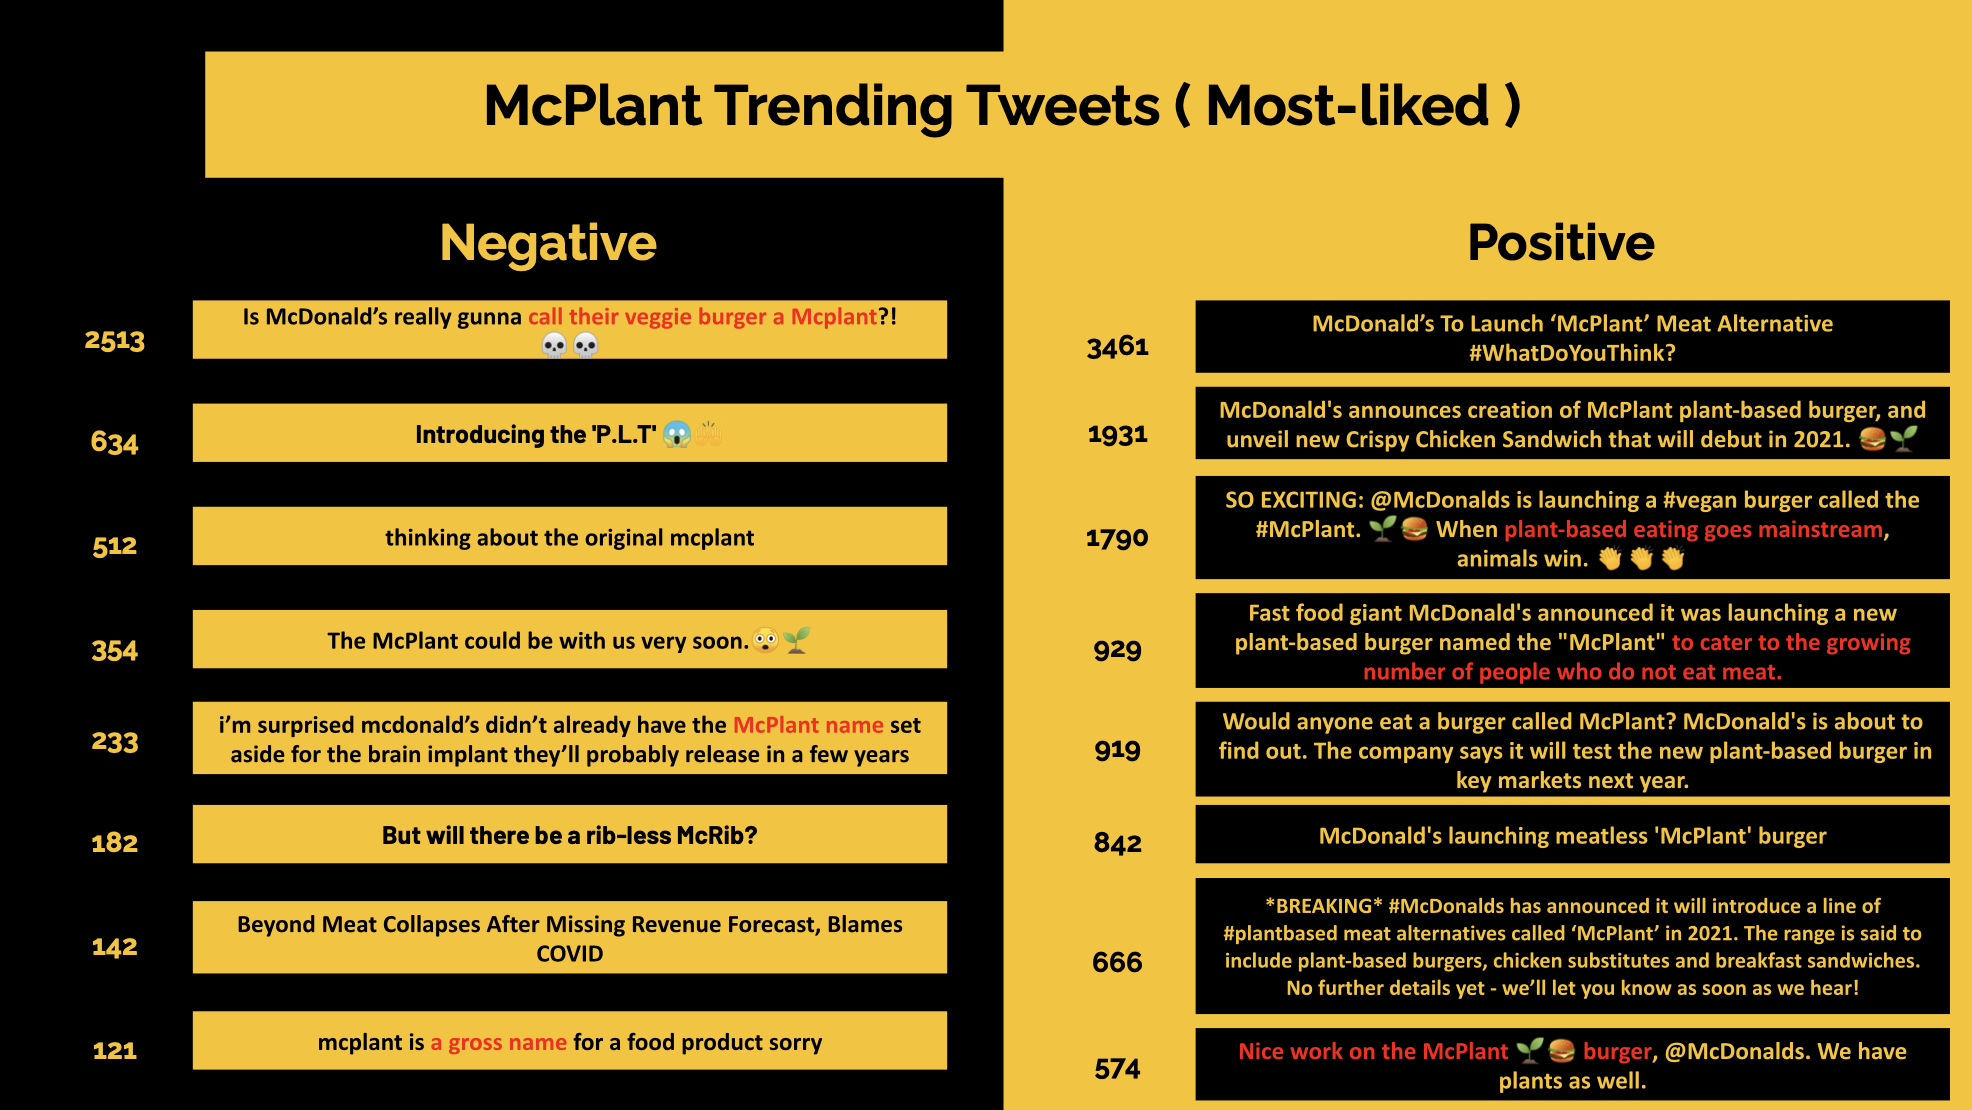 McPlant Trending Tweets ( Most-liked )
Negative
2513
Is McDonald’s really gunna call their veggie burger a Mcplant?!
💀💀
634
Introducing the 'P.L.T' 😱🙌
512
thinking about the original mcplant
354
The McPlant could be with us very soon.😳🌱
233
i’m surprised mcdonald’s didn’t already have the McPlant name set
aside for the brain implant they’ll probably release in a few years
182
But will there be a rib-less McRib?
142
Beyond Meat Collapses After Missing Revenue Forecast, Blames
COVID
121
mcplant is a gross name for a food product sorry
Positive
3461
McDonald’s To Launch ‘McPlant’ Meat Alternative
#WhatDoYouThink?
1931
McDonald's announces creation of McPlant plant-based burger, and
unveil new Crispy Chicken Sandwich that will debut in 2021. 🍔🌱
1790
SO EXCITING: @McDonalds is launching a #vegan burger called the
#McPlant. 🌱🍔 When plant-based eating goes mainstream,
animals win. 👏👏👏
929
Fast food giant McDonald's announced it was launching a new
plant-based burger named the "McPlant" to cater to the growing
number of people who do not eat meat.
919
Would anyone eat a burger called McPlant? McDonald's is about to
find out. The company says it will test the new plant-based burger in
key markets next year.
842
McDonald's launching meatless 'McPlant' burger
666
*BREAKING* #McDonalds has announced it will introduce a line of
#plantbased meat alternatives called ‘McPlant’ in 2021. The range is said to
include plant-based burgers, chicken substitutes and breakfast sandwiches.
No further details yet - we’ll let you know as soon as we hear!
574
Nice work on the McPlant 🌱🍔 burger, @McDonalds. We have
plants as well.